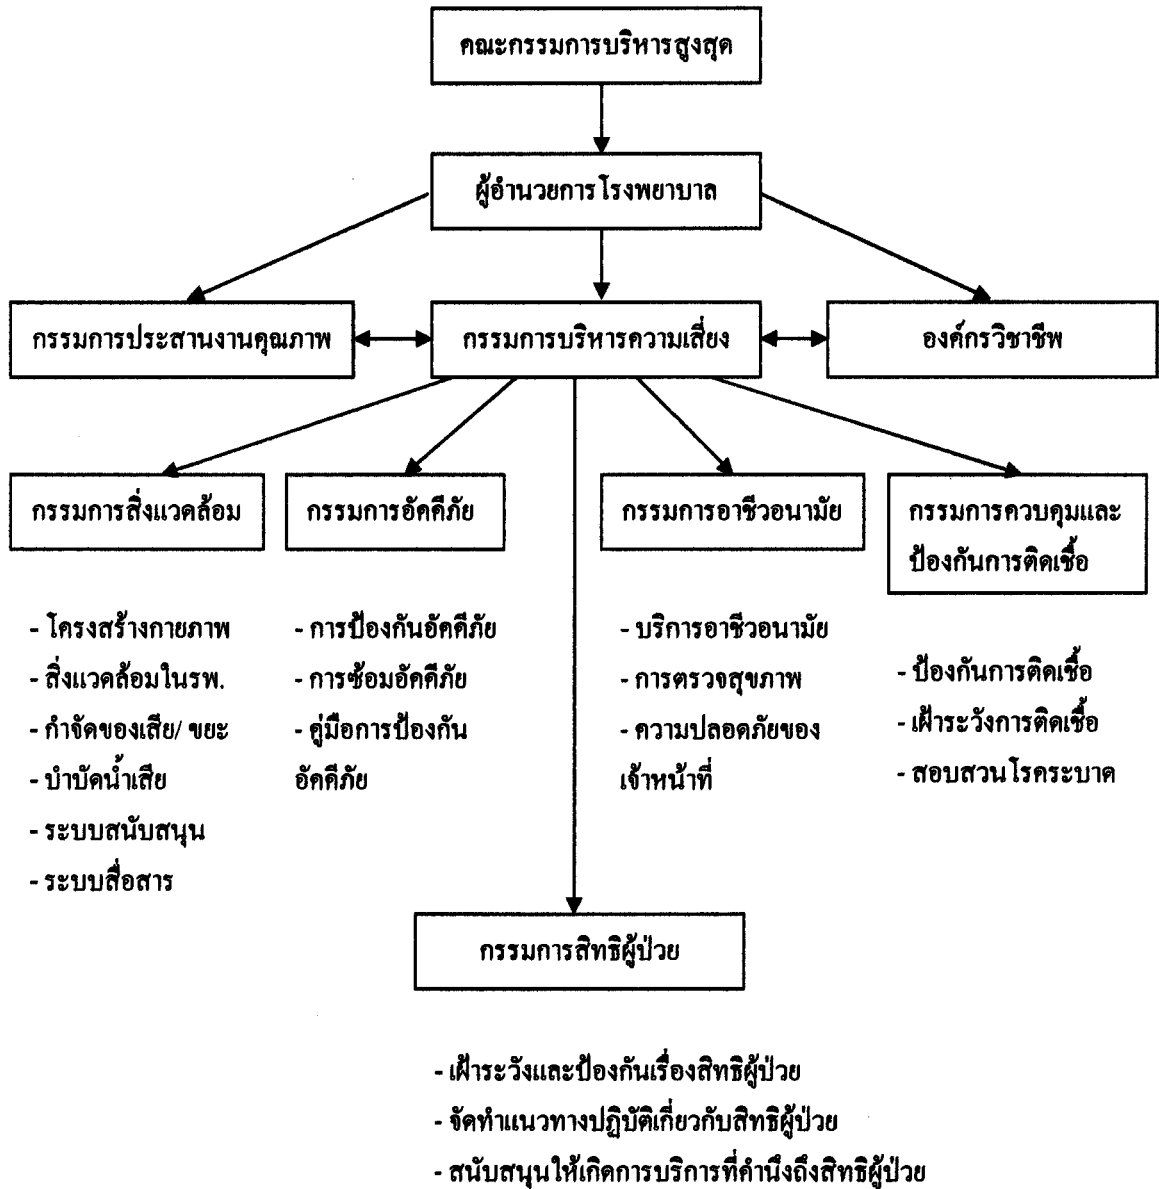 คณะกรรมการบริหารสูงสุด
ผู้อำนวยการโรงพยาบาล
กรรมการประสานงานคุณภาพ
กรรมการบริหารความเสี่ยง
องค์กรวิชาชีพ
กรรมการสิ่งแวดล้อม
- โครงสร้างกายภาพ
- สิ่งแวดล้อมในรพ.
- กำจัดของเสีย/ ขยะ
- บำบัดน้ำเสีย
- ระบบสนับสนุน
- ระบบสื่อสาร
กรรมการอัคคีภัย
- การป้องกันอัคคีภัย
- การซ้อมอัคคีภัย
- คู่มือการป้องกัน
อัคคีภัย
กรรมการอาชีวอนามัย
- บริการอาชีวอนามัย
- การตรวจสุขภาพ
- ความปลอดภัยของ
เจ้าหน้าที่
กรรมการควบคุมและ
ป้องกันการติดเชื้อ
- ป้องกันการติดเชื้อ
- เฝ้าระวังการติดเชื้อ
- สอบสวนโรคระบาด
กรรมการสิทธิผู้ป่วย
- เฝ้าระวังและป้องกันเรื่องสิทธิผู้ป่วย
- จัดทำแนวทางปฏิบัติเกี่ยวกับสิทธิผู้ป่วย
- สนับสนุนให้เกิดการบริการที่คำนึงถึงสิทธิผู้ป่วย